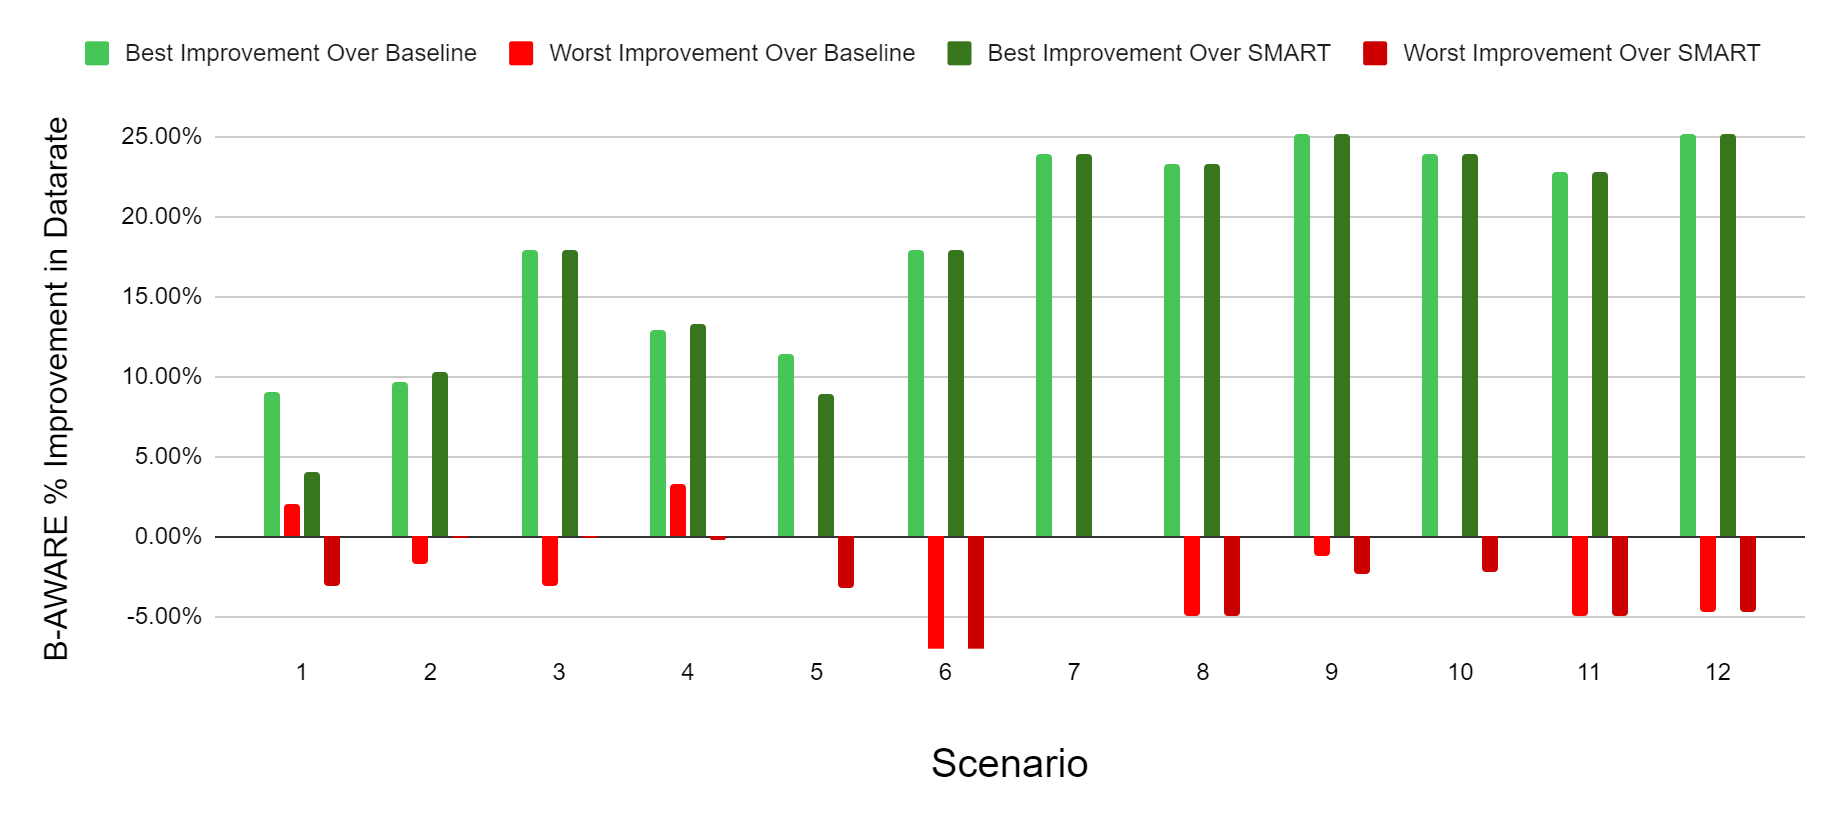 Best Improvement Over Baseline Worst Improvement Over Baseline Best Improvement Over SMART Worst Improvement Over SMART
B-AWARE % Improvement in Datarate
25.00%
20.00%
15.00%
10.00%
5.00%
0.00%
-5.00%
1 2 3 4 5 6 7 8 9 10 11 12
Scenario